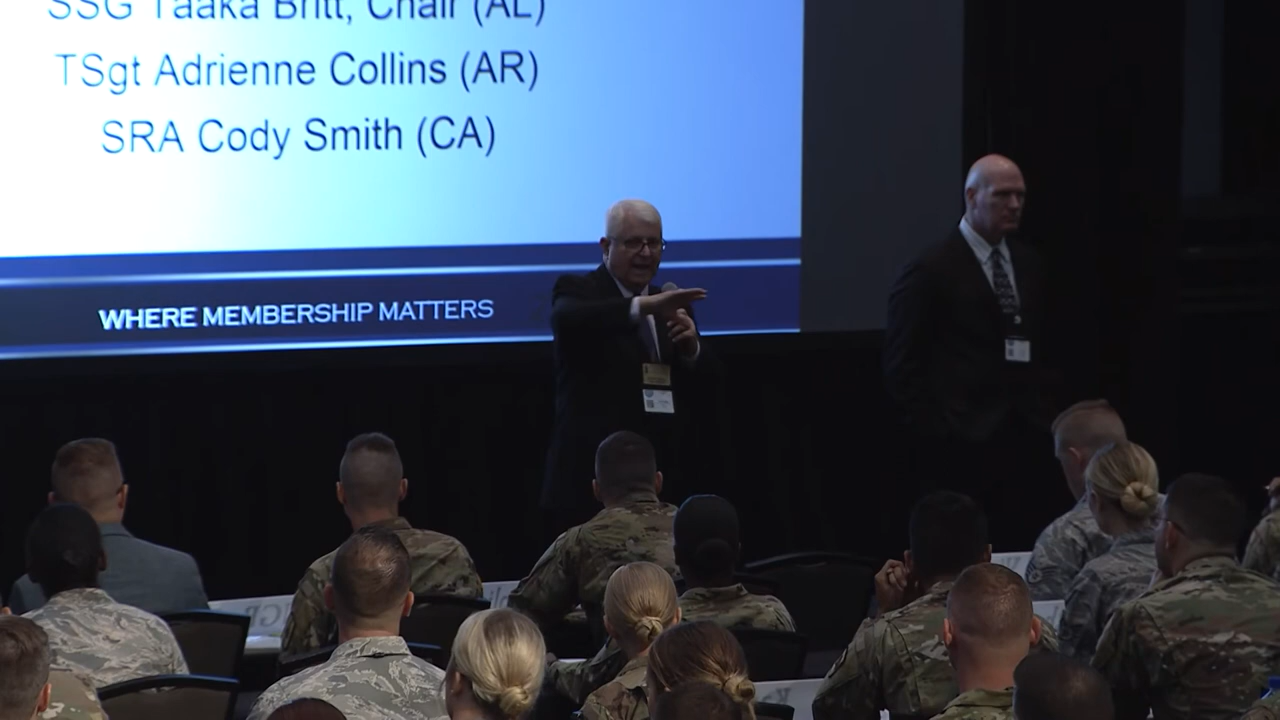 SSG Taaka Britt, Chair (AL)
TSgt Adrienne Collins (AR)
SRA Cody Smith (CA)
WHERE MEMBERSHIP MATTERS